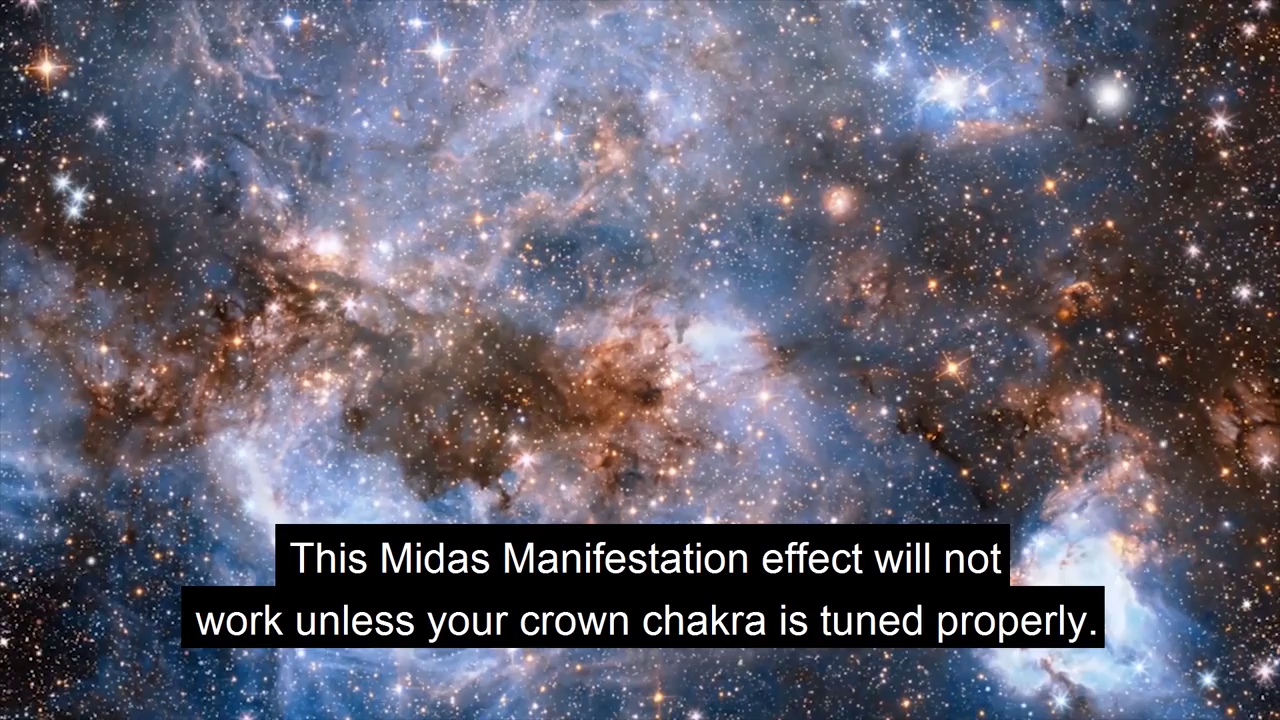 This Midas Manifestation effect will not
work unless your crown chakra is tuned properly.